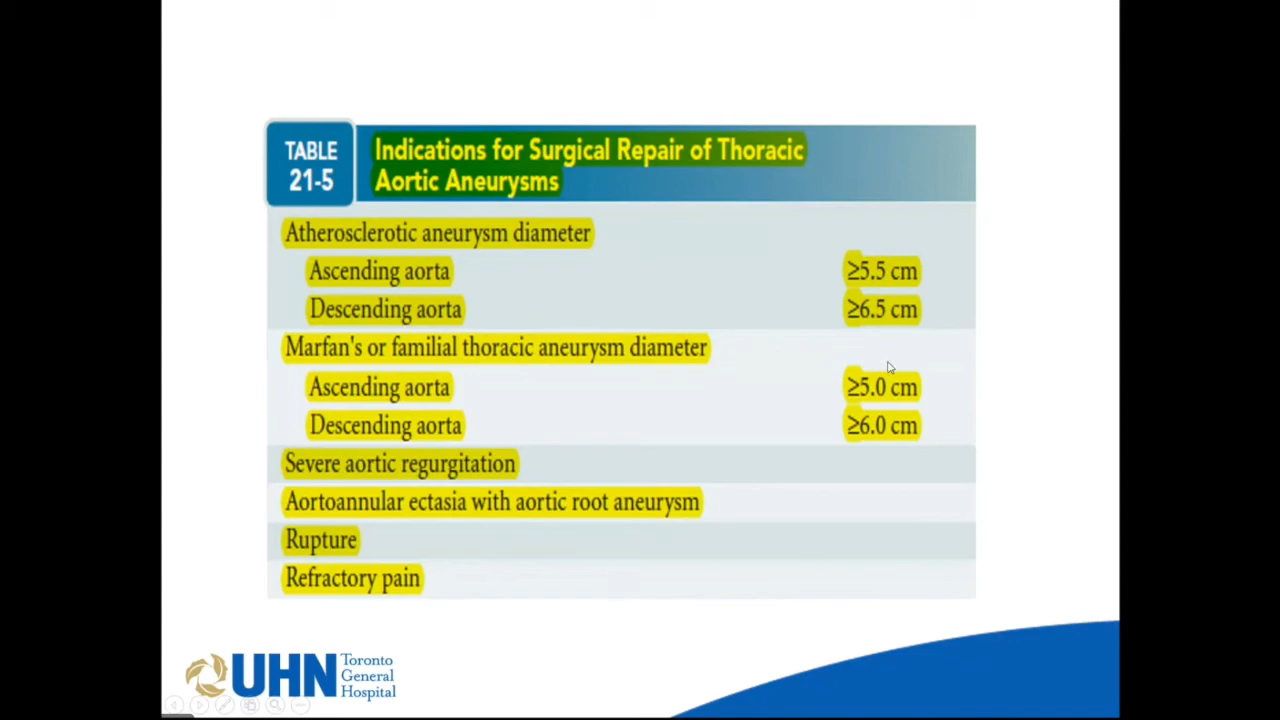 TABLE
21-5
Indications for Surgical Repair of Thoracic
Aortic Aneurysms
Atherosclerotic aneurysm diameter
Ascending aorta ≥5.5 cm
Descending aorta ≥6.5 cm
Marfan's or familial thoracic aneurysm diameter
Ascending aorta ≥5.0 cm
Descending aorta ≥6.0 cm
Severe aortic regurgitation
Aortoannular ectasia with aortic root aneurysm
Rupture
Refractory pain
UHN
Toronto
General
Hospital